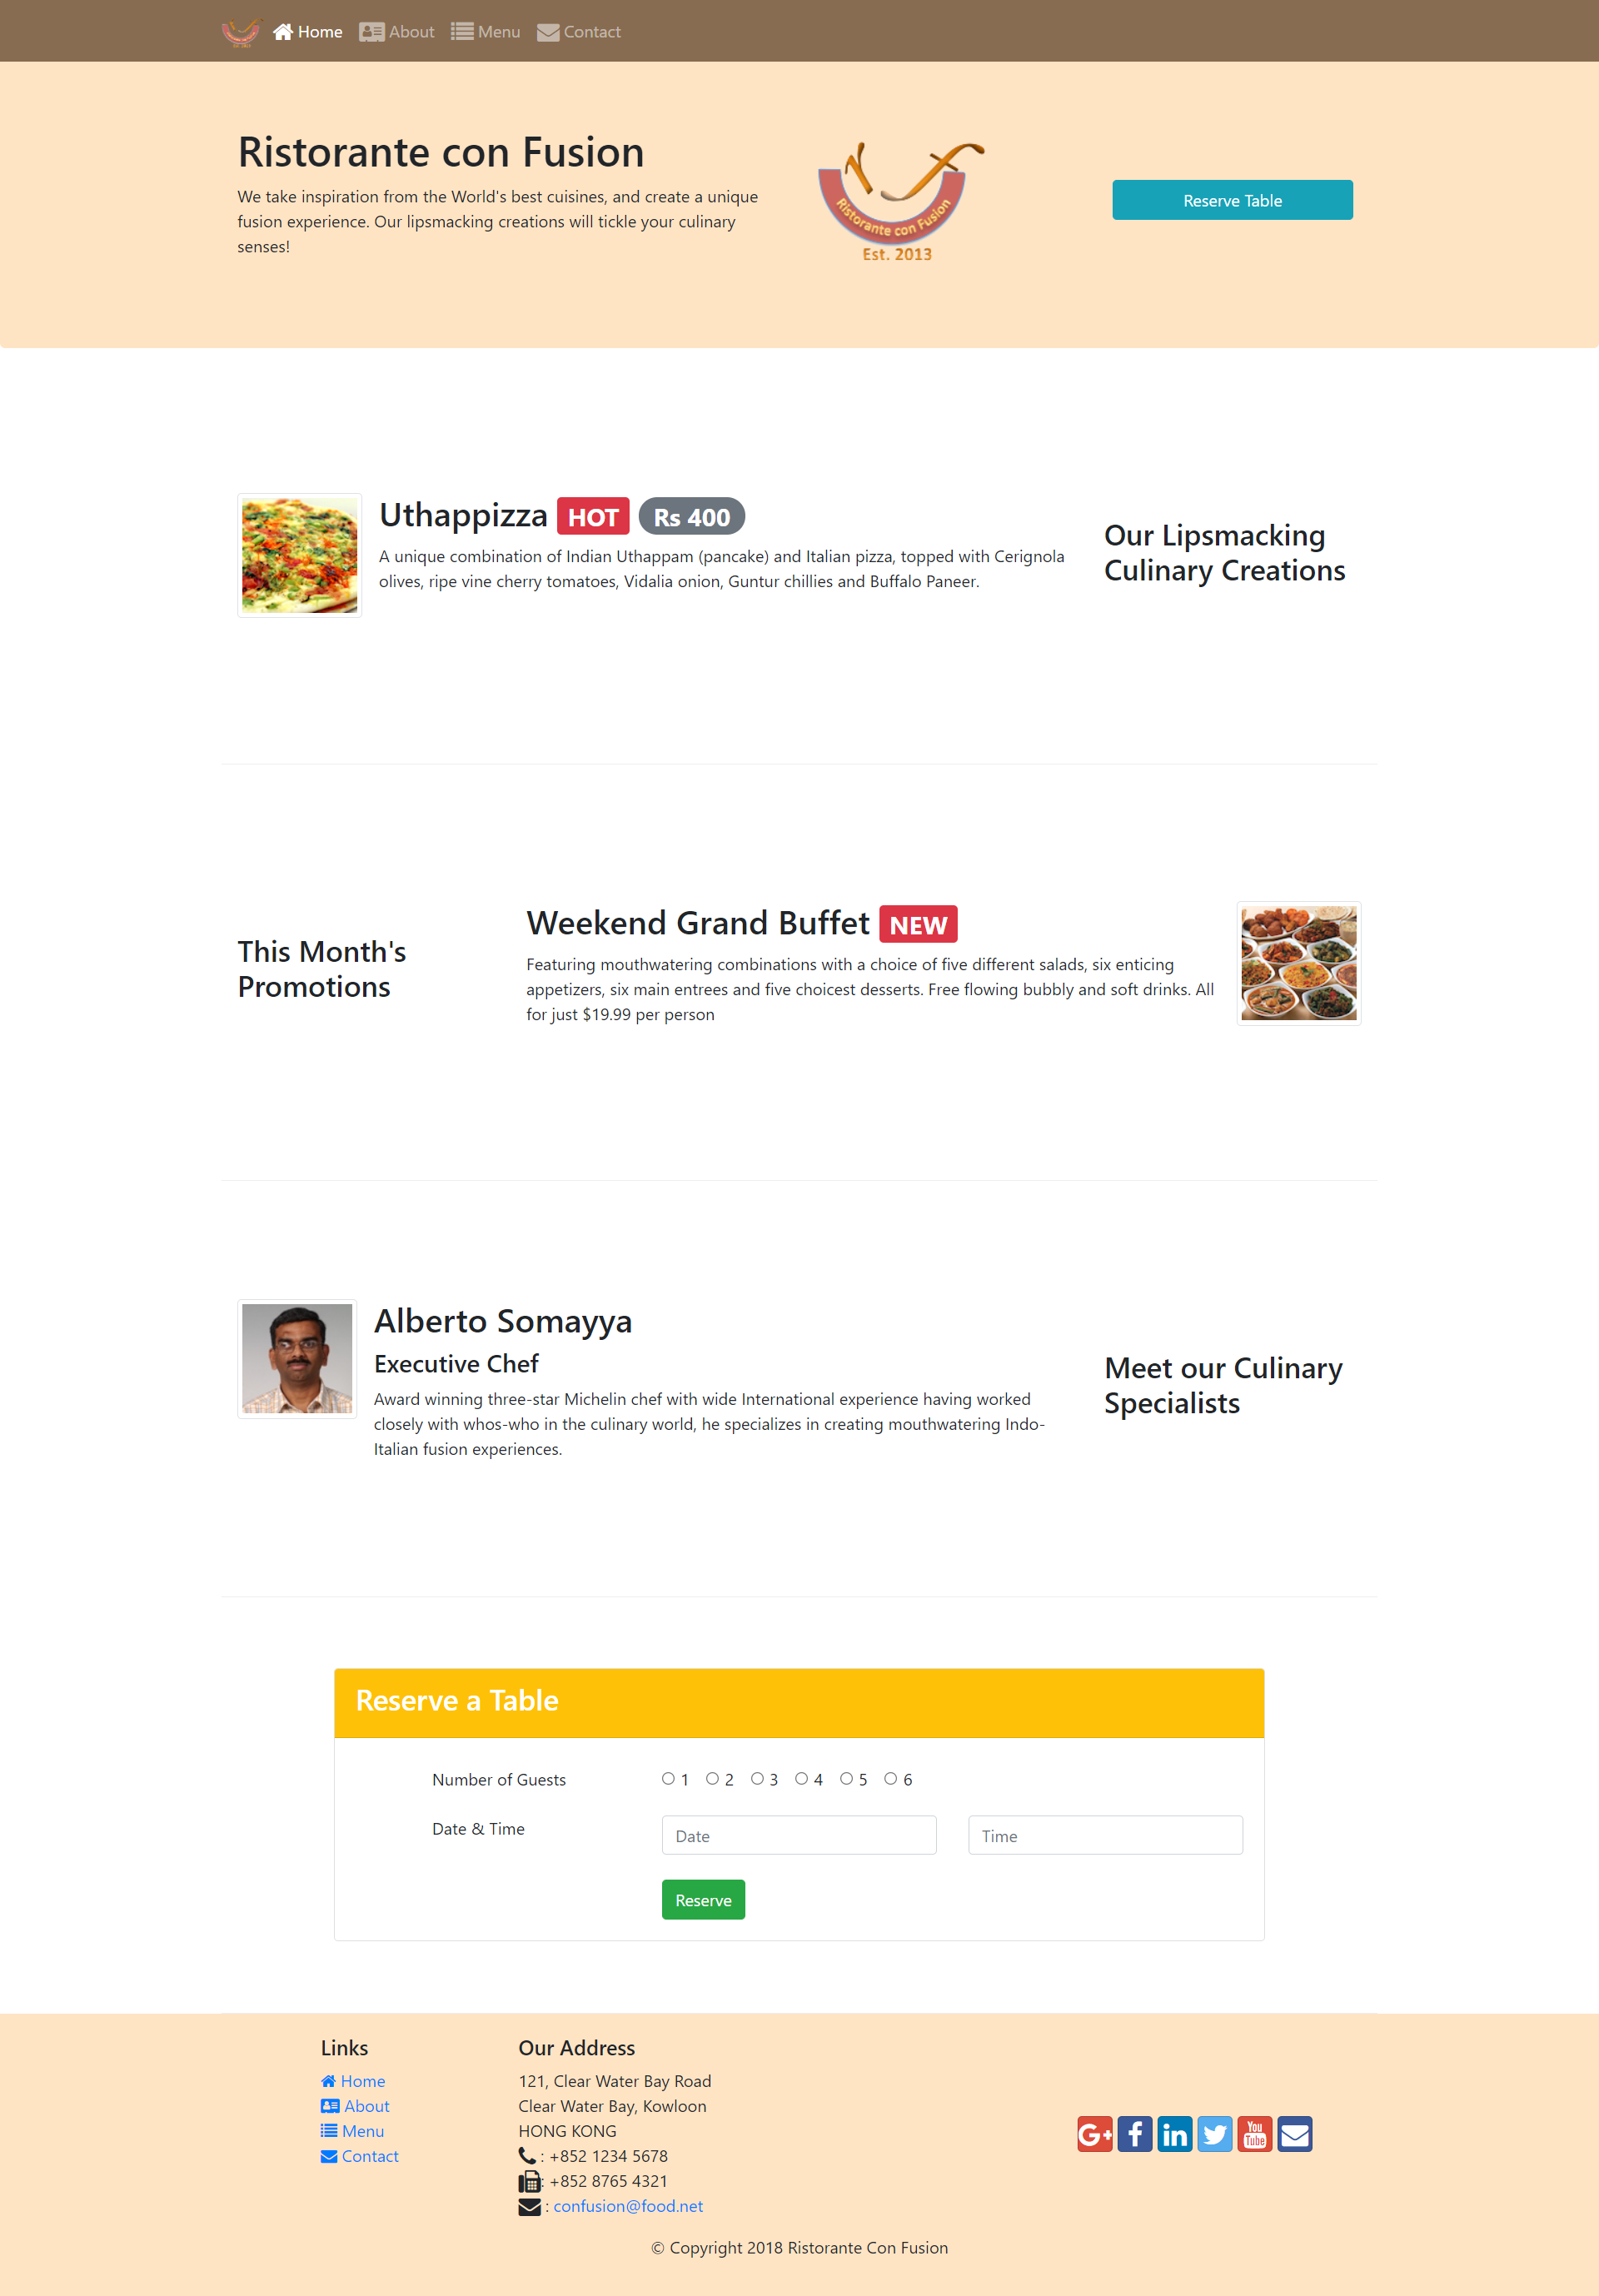 Home About Menu Contact
Ristorante con Fusion
We take inspiration from the World's best cuisines, and create a unique
fusion experience. Our lipsmacking creations will tickle your culinary
senses!
Ristorante con Fusion
Est. 2013
Reserve Table
Uthappizza HOT Rs 400
A unique combination of Indian Uthappam (pancake) and Italian pizza, topped with Cerignola
olives, ripe vine cherry tomatoes, Vidalia onion, Guntur chillies and Buffalo Paneer.
Our Lipsmacking
Culinary Creations
This Month's
Promotions
Weekend Grand Buffet NEW
Featuring mouthwatering combinations with a choice of five different salads, six enticing
appetizers, six main entrees and five choicest desserts. Free flowing bubbly and soft drinks. All
for just $19.99 per person
Alberto Somayya
Executive Chef
Award winning three-star Michelin chef with wide International experience having worked
closely with whos-who in the culinary world, he specializes in creating mouthwatering Indo-
Italian fusion experiences.
Meet our Culinary
Specialists
Reserve a Table
Number of Guests 1 2 3 4 5 6
Date & Time Date Time
Reserve
Links
Home
About
Menu
Contact
Our Address
121, Clear Water Bay Road
Clear Water Bay, Kowloon
HONG KONG
: +852 1234 5678
: +852 8765 4321
: confusion@food.net
G+ f in You Tube
© Copyright 2018 Ristorante Con Fusion